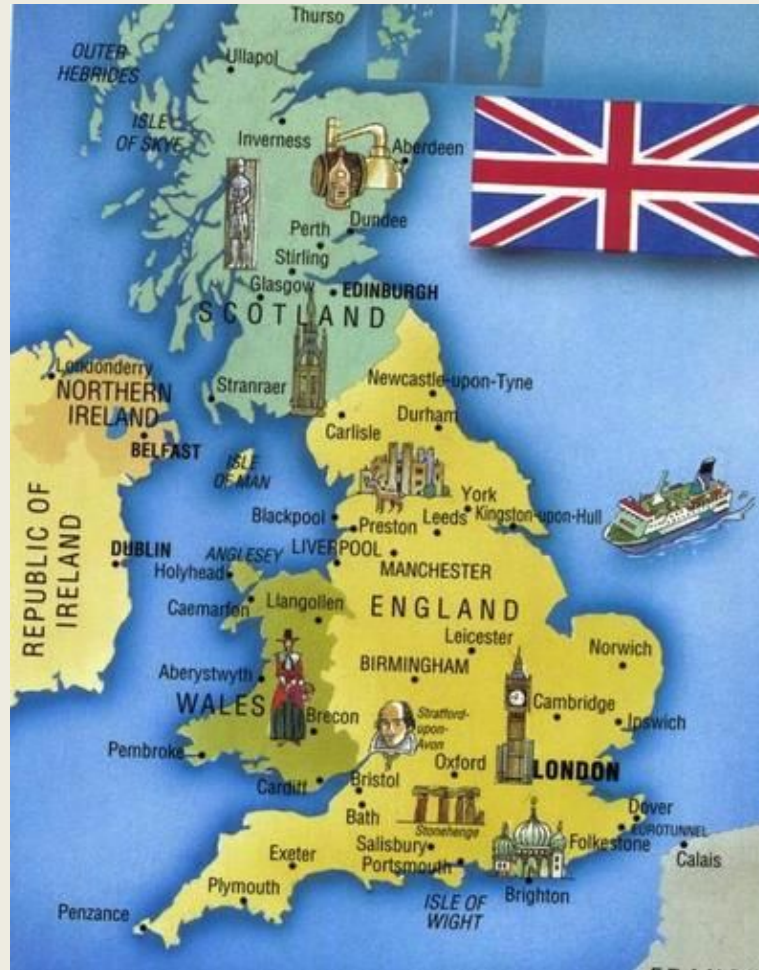 Thurso
OUTER
HEBRIDES
Ullapol
ISLE
OF SKYE
Inverness
Aberdeen
Dundee
Perth
Stirling
Glasgow
EDINBURGH
SCOTLAND
Londonderry
NORTHERN
IRELAND
BELFAST
Stranraer
Newcastle-upon-Tyne
Durham
Carlisle
ISLE
OF MAN
REPUBLIC OF
IRELAND
DUBLIN
Blackpool
Preston
Leeds
York
Kingston-upon-Hull
LIVERPOOL
MANCHESTER
ANGLESEY
Holyhead
Caernarfon
Llangollen
ENGLAND
Leicester
Norwich
BIRMINGHAM
Aberystwyth
WALES
Brecon
Stratford-
upon-
Avon
Cambridge
Ipswich
Pembroke
Cardiff
Bristol
Oxford
LONDON
Bath
Stonehenge
Dover
EUROTUNNEL
Folkestone
Calais
Salisbury
Portsmouth
Exeter
Plymouth
Brighton
ISLE OF
WIGHT
Penzance